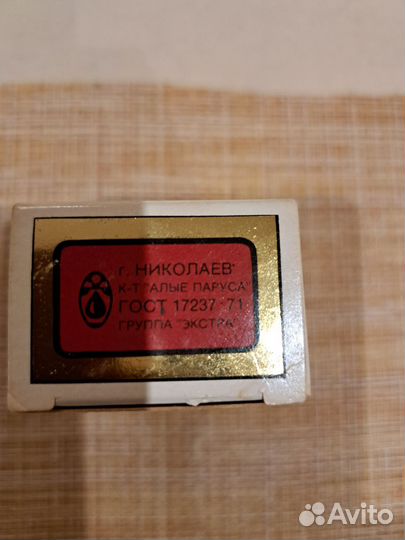 г. НИКОЛАЕВ
К-Т "АЛЫЕ ПАРУСА"
ГОСТ 17237-71
ГРУППА "ЭКСТРА"
Avito